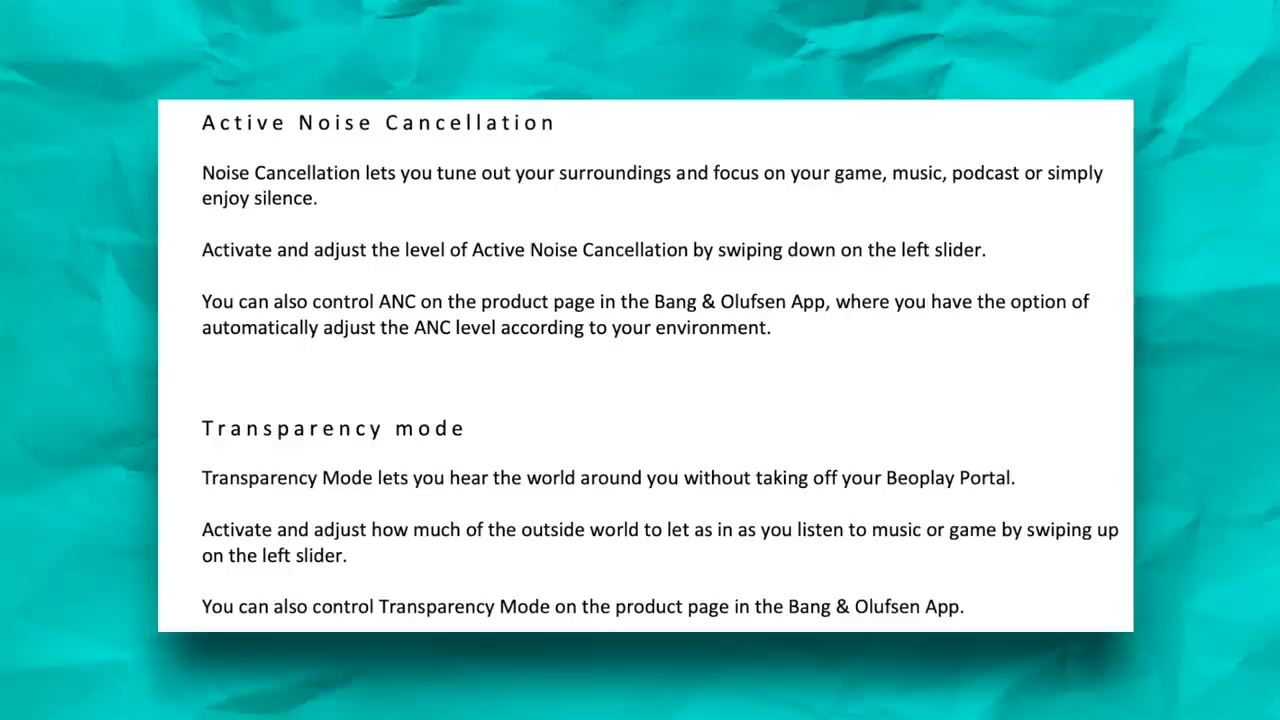 Active Noise Cancellation
Noise Cancellation lets you tune out your surroundings and focus on your game, music, podcast or simply
enjoy silence.
Activate and adjust the level of Active Noise Cancellation by swiping down on the left slider.
You can also control ANC on the product page in the Bang & Olufsen App, where you have the option of
automatically adjust the ANC level according to your environment.
Transparency mode
Transparency Mode lets you hear the world around you without taking off your Beoplay Portal.
Activate and adjust how much of the outside world to let as in as you listen to music or game by swiping up
on the left slider.
You can also control Transparency Mode on the product page in the Bang & Olufsen App.